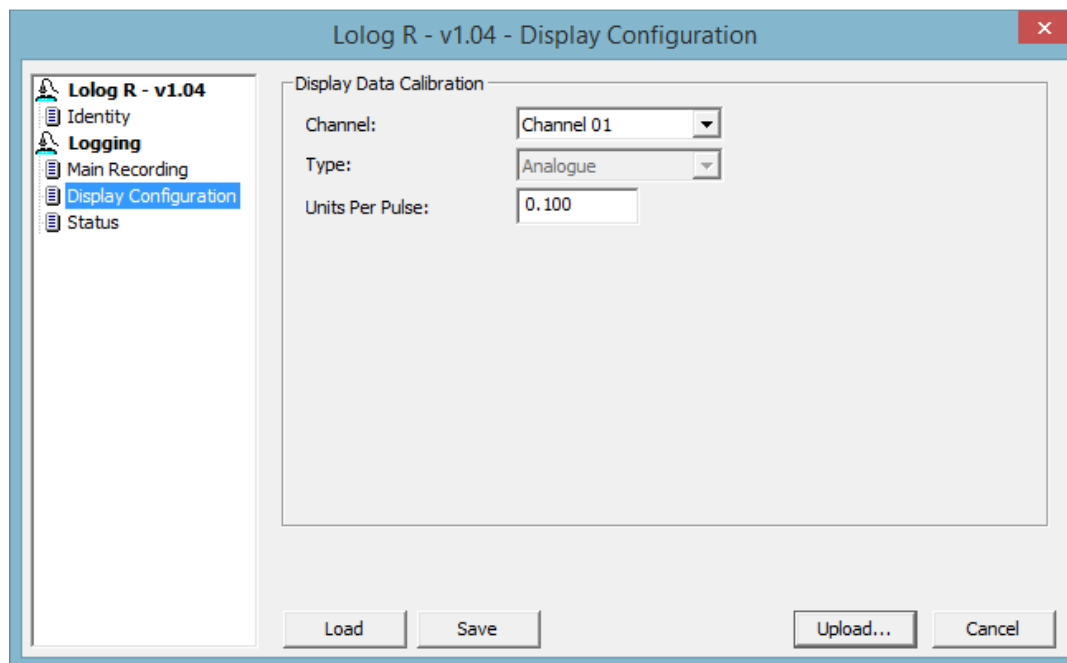 Lolog R - v1.04 - Display Configuration
Lolog R - v1.04
Identity
Logging
Main Recording
Display Configuration
Status
Display Data Calibration
Channel: Channel 01
Type: Analogue
Units Per Pulse: 0.100
Load Save Upload... Cancel